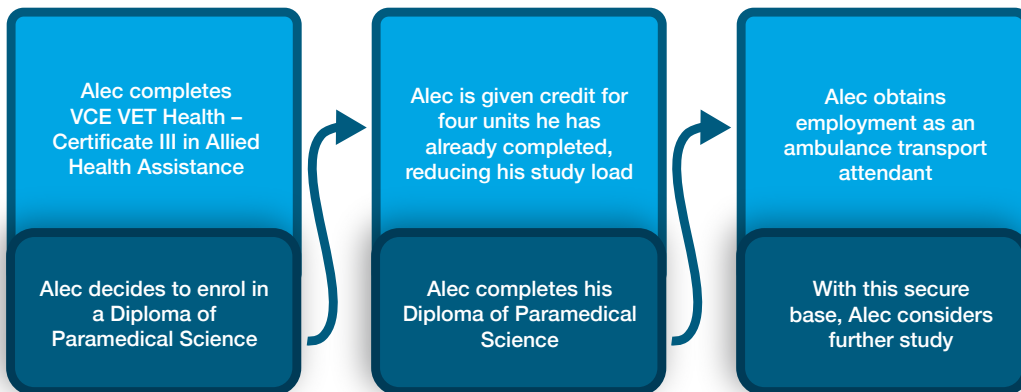 Alec completes
VCE VET Health –
Certificate III in Allied
Health Assistance
Alec decides to enrol in
a Diploma of
Paramedical Science
Alec is given credit for
four units he has
already completed,
reducing his study load
Alec completes his
Diploma of Paramedical
Science
Alec obtains
employment as an
ambulance transport
attendant
With this secure
base, Alec considers
further study